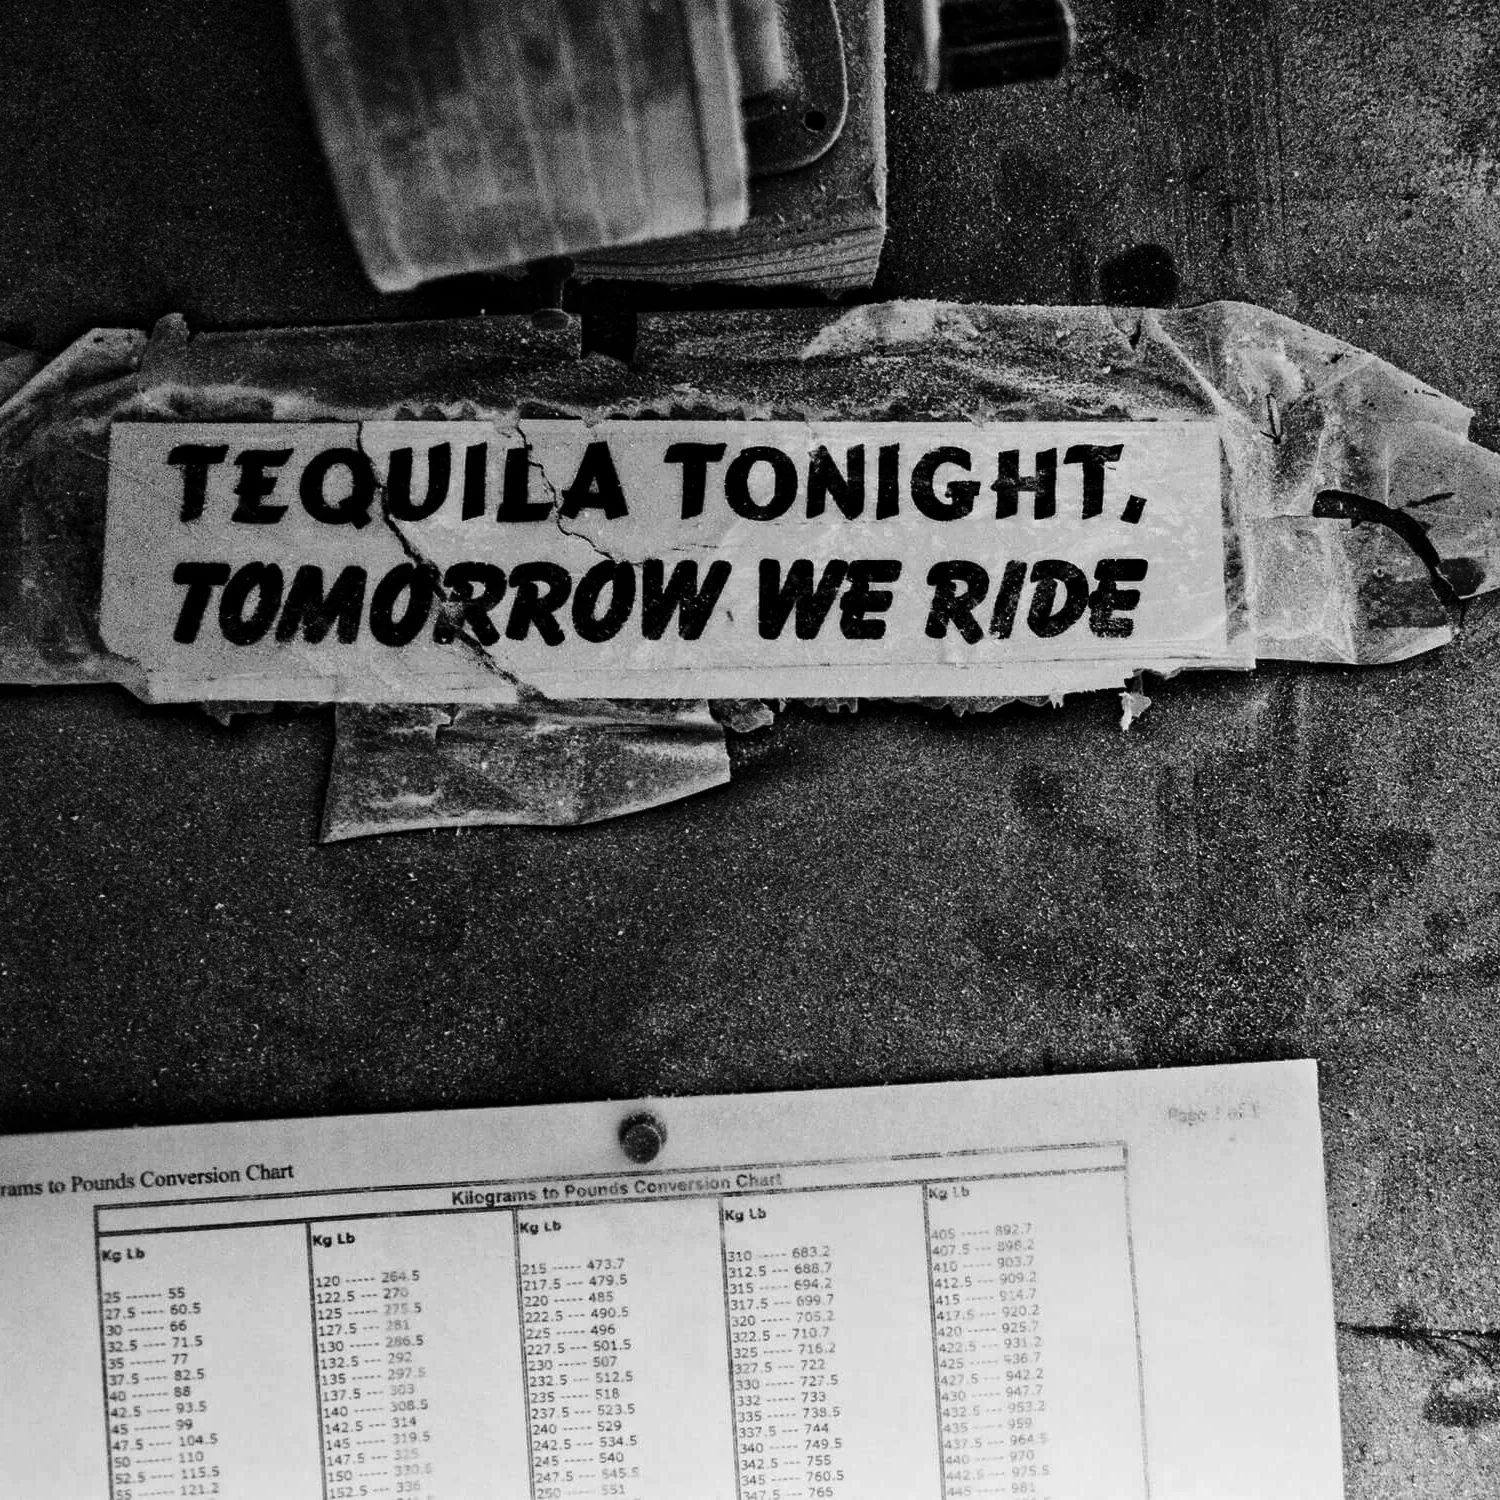 TEQUILA TONIGHT,
TOMORROW WE RIDE
Page 1 of 1
rams to Pounds Conversion Chart
Kilograms to Pounds Conversion Chart
Kg Lb
25 ------ 55
27.5 ---- 60.5
30 ------ 66
32.5 ---- 71.5
35 ------ 77
37.5 ---- 82.5
40 ------ 88
42.5 ---- 93.5
45 ------ 99
47.5 ---- 104.5
50 ------ 110
52.5 ---- 115.5
55 ------ 121.2
Kg Lb
120 ----- 264.5
122.5 --- 270
125 ----- 275.5
127.5 --- 281
130 ----- 286.5
132.5 --- 292
135 ----- 297.5
137.5 --- 303
140 ----- 308.5
142.5 --- 314
145 ----- 319.5
147.5 --- 325
150 ----- 330.5
152.5 --- 336
Kg Lb
215 ----- 473.7
217.5 --- 479.5
220 ----- 485
222.5 --- 490.5
225 ----- 496
227.5 --- 501.5
230 ----- 507
232.5 --- 512.5
235 ----- 518
237.5 --- 523.5
240 ----- 529
242.5 --- 534.5
245 ----- 540
247.5 --- 545.5
250 ----- 551
Kg Lb
310 ----- 683.2
312.5 --- 688.7
315 ----- 694.2
317.5 --- 699.7
320 ----- 705.2
322.5 -- 710.7
325 ----- 716.2
327.5 --- 722
330 ----- 727.5
332 ----- 733
335 ----- 738.5
337.5 --- 744
340 ----- 749.5
342.5 --- 755
345 ----- 760.5
347.5 --- 765
Kg Lb
405 ----- 892.7
407.5 --- 898.2
410 ----- 903.7
412.5 --- 909.2
415 ----- 914.7
417.5 --- 920.2
420 ----- 925.7
422.5 --- 931.2
425 ----- 936.7
427.5 --- 942.2
430 ----- 947.7
432.5 --- 953.2
435 ----- 959
437.5 --- 964.5
440 ----- 970
442.5 --- 975.5
445 ----- 981